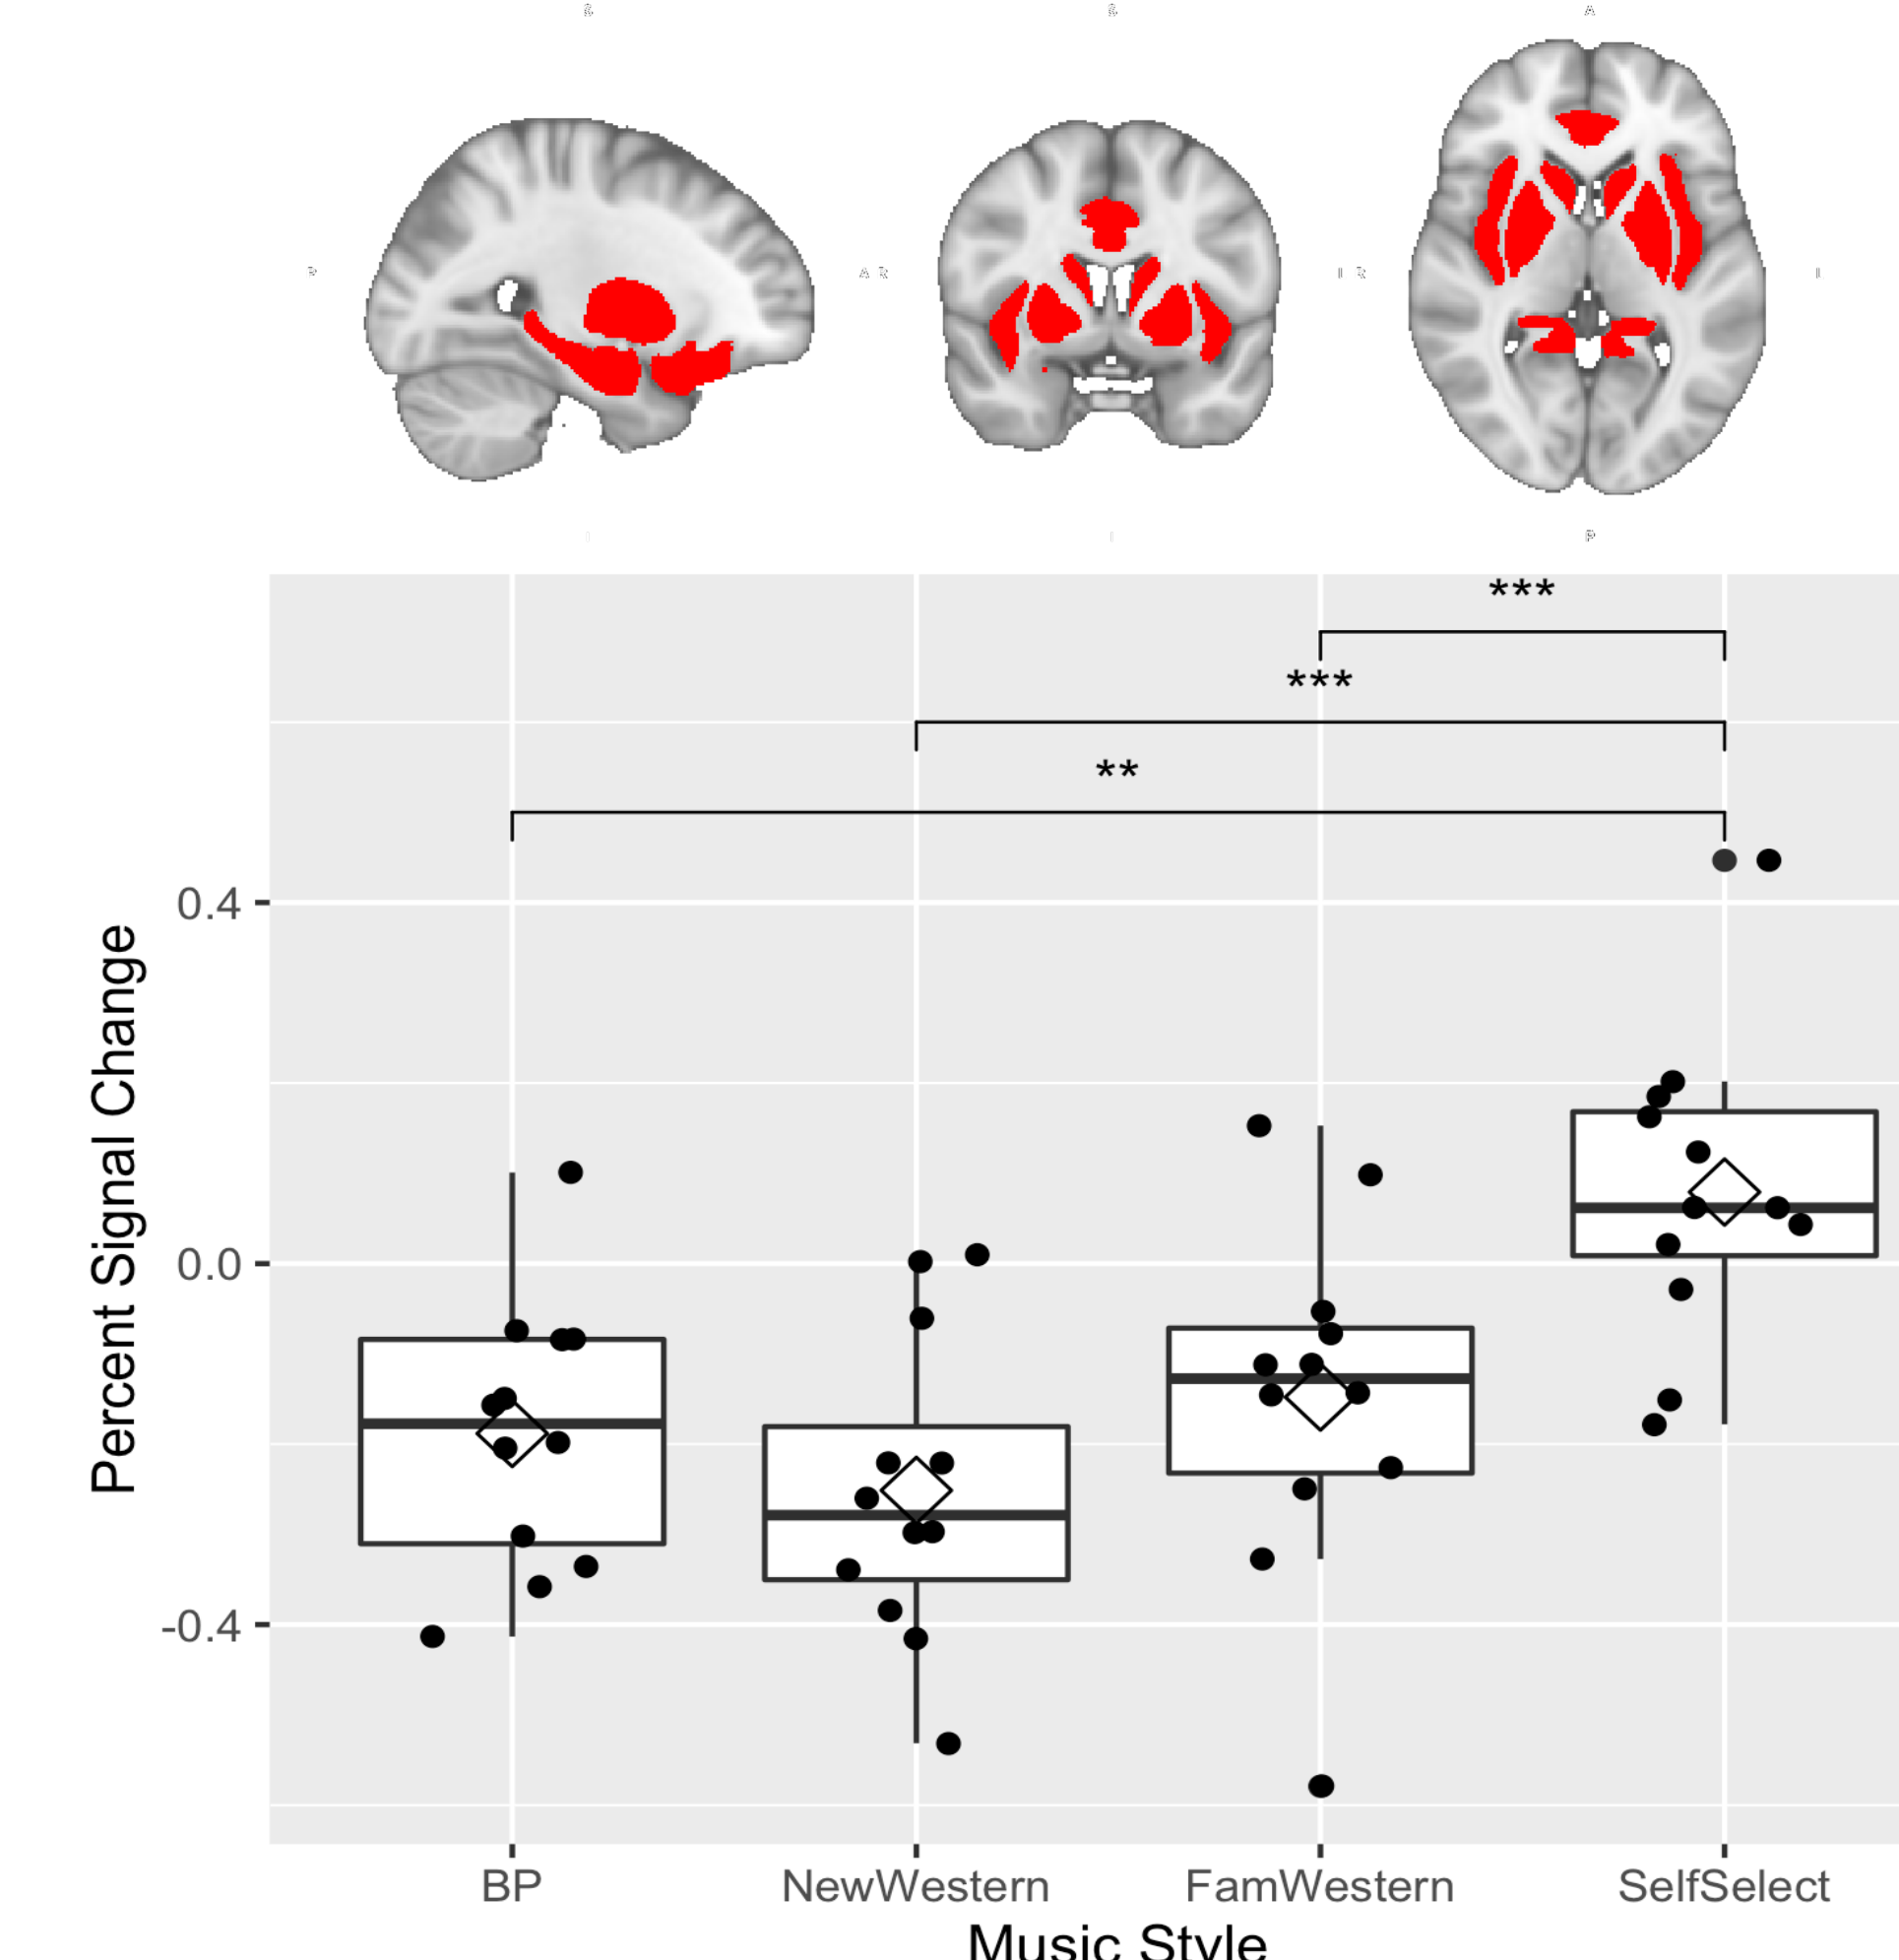 P
A R
R
A
P
***
***
**
0.4
0.0
-0.4
Percent Signal Change
BP NewWestern FamWestern SelfSelect
Music Style